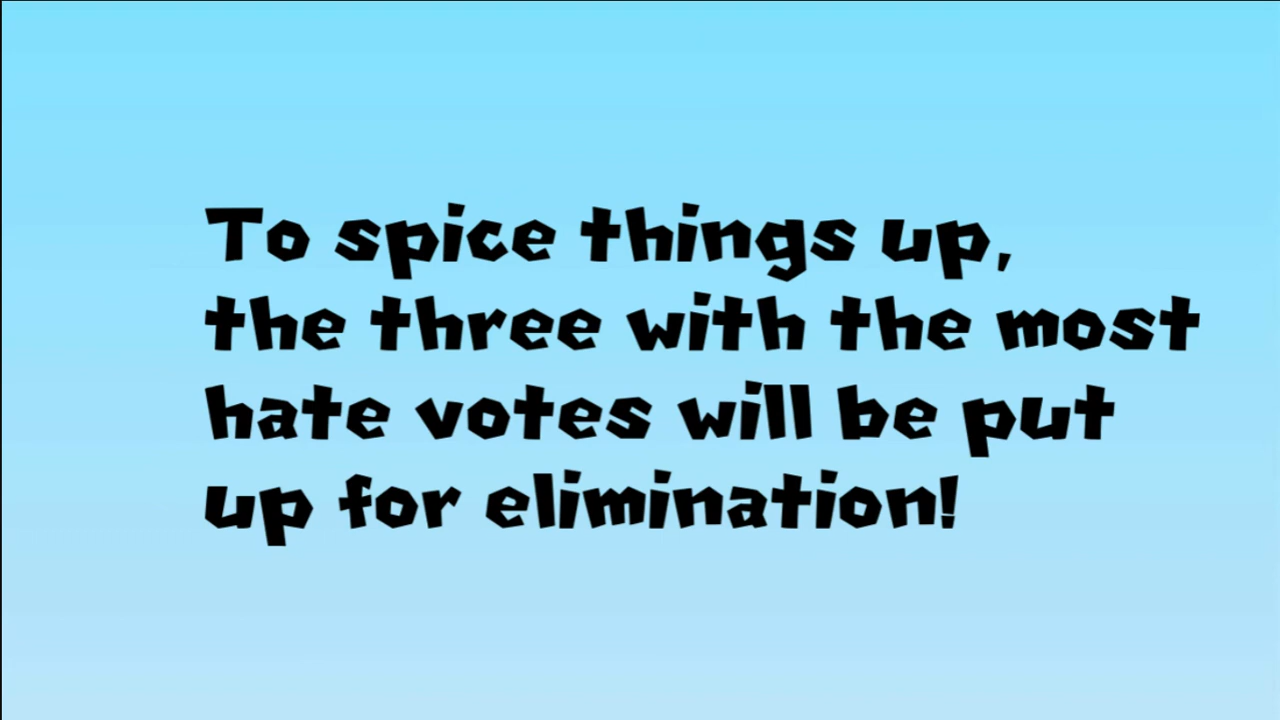 To spice things up,
the three with the most
hate votes will be put
up for elimination!